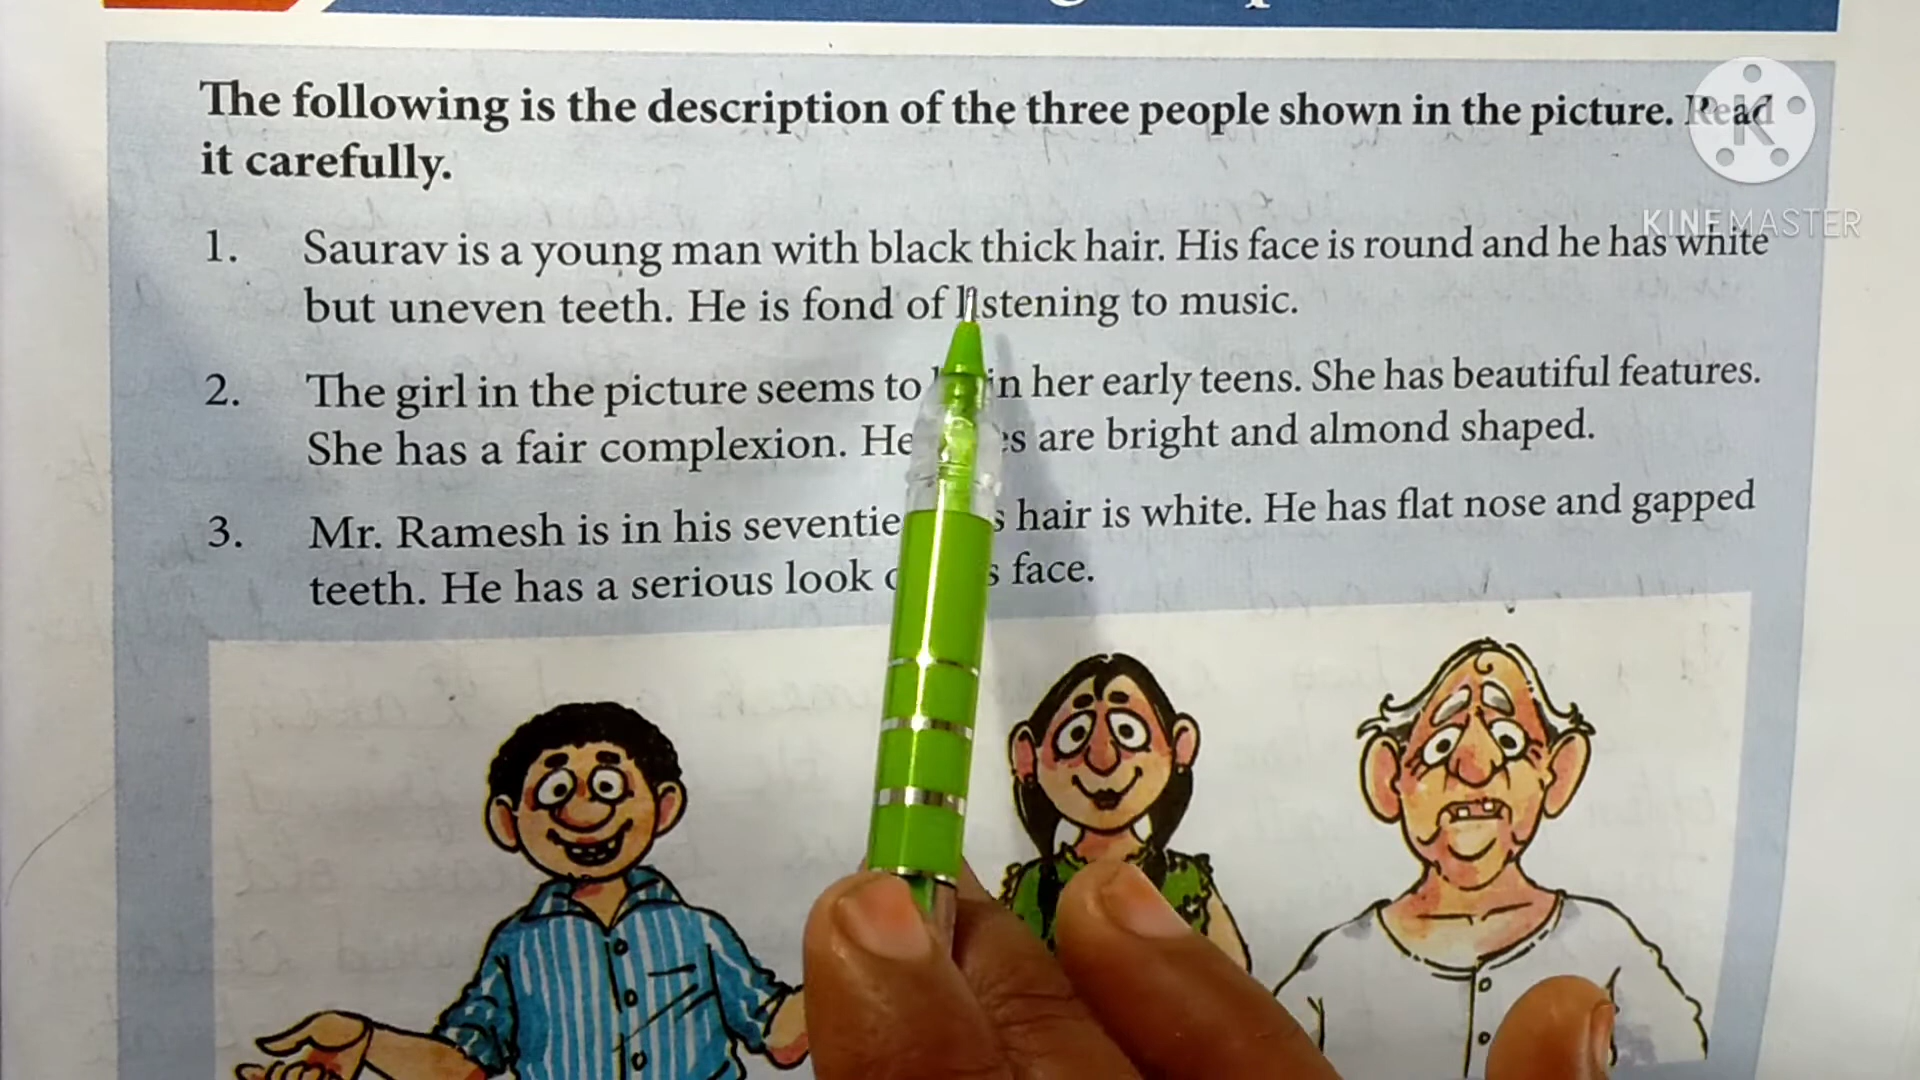 The following is the description of the three people shown in the picture. Read
it carefully.
1. Saurav is a young man with black thick hair. His face is round and he has white
but uneven teeth. He is fond of listening to music.
2. The girl in the picture seems to in her early teens. She has beautiful features.
She has a fair complexion. are bright and almond shaped.
3. Mr. Ramesh is in his hair is white. He has flat nose and gapped
teeth. He has a serious look face.
K
KINEMASTER